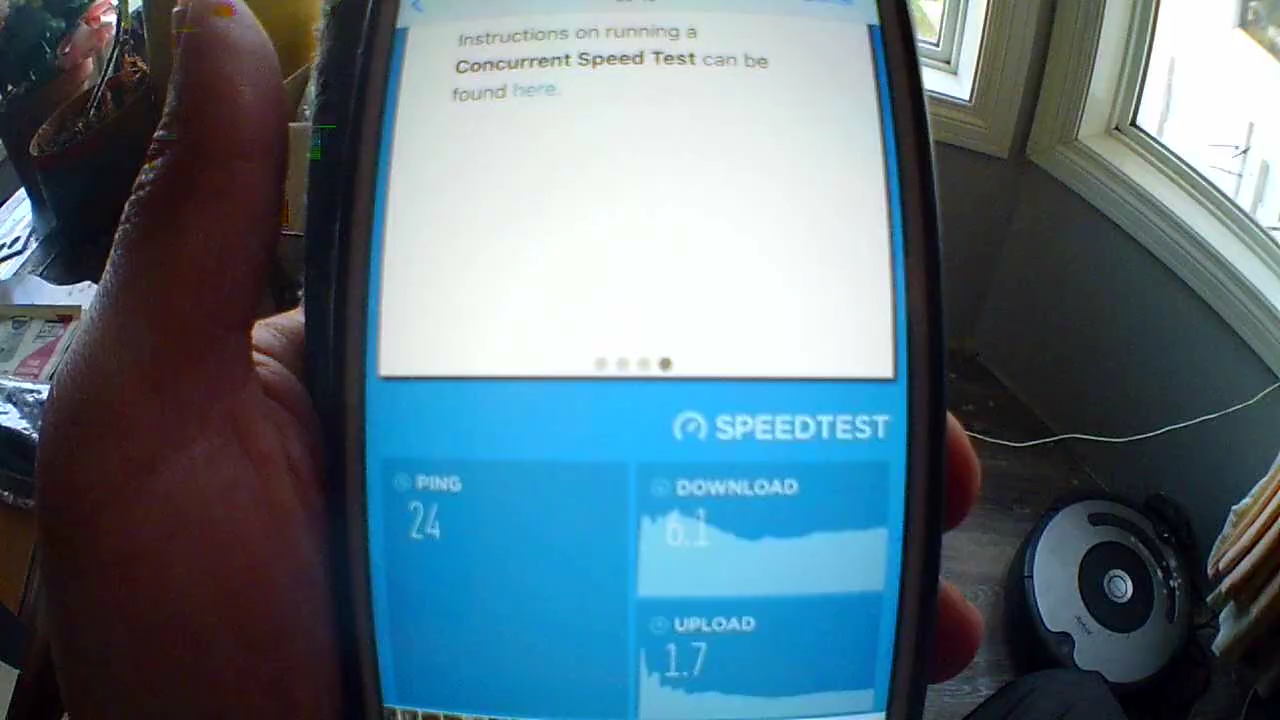 Instructions on running a
Concurrent Speed Test can be
found here.
SPEEDTEST
PING
24
DOWNLOAD
6.1
UPLOAD
1.7